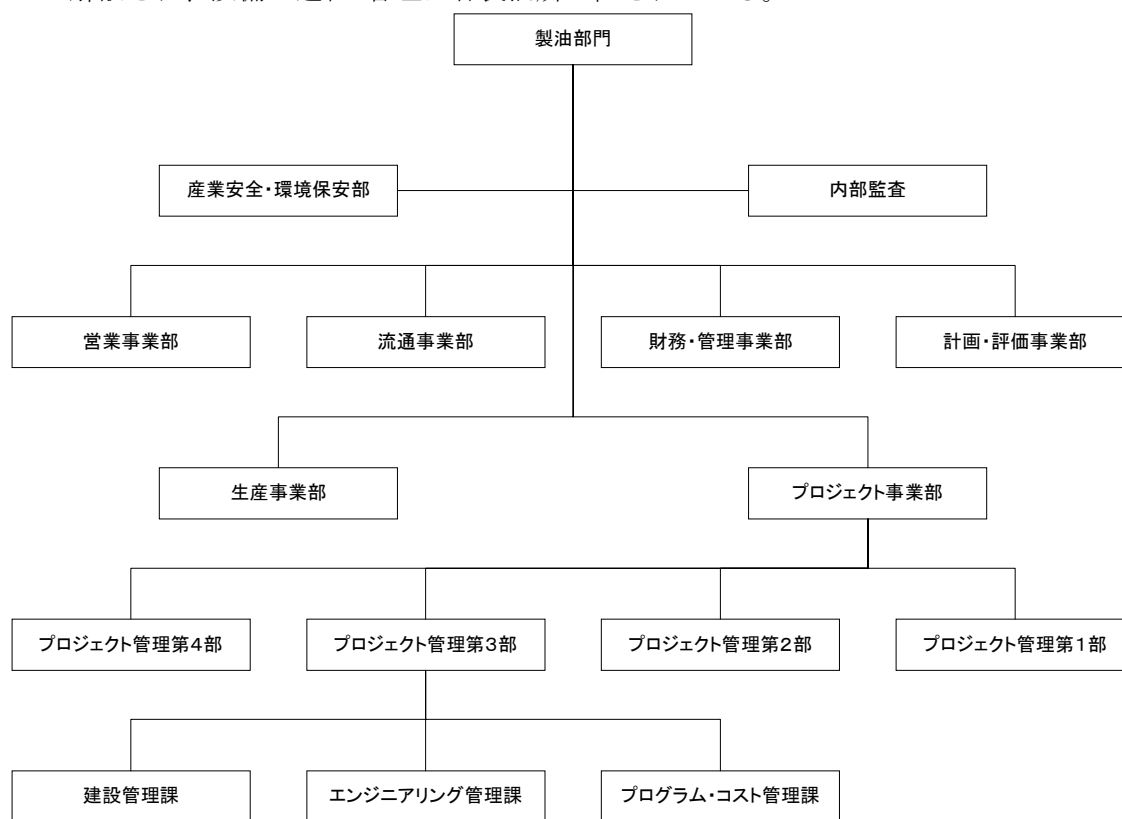 製油部門
産業安全・環境保安部
内部監査
営業事業部
流通事業部
財務・管理事業部
計画・評価事業部
生産事業部
プロジェクト事業部
プロジェクト管理第4部
プロジェクト管理第3部
プロジェクト管理第2部
プロジェクト管理第1部
建設管理課
エンジニアリング管理課
プログラム・コスト管理課